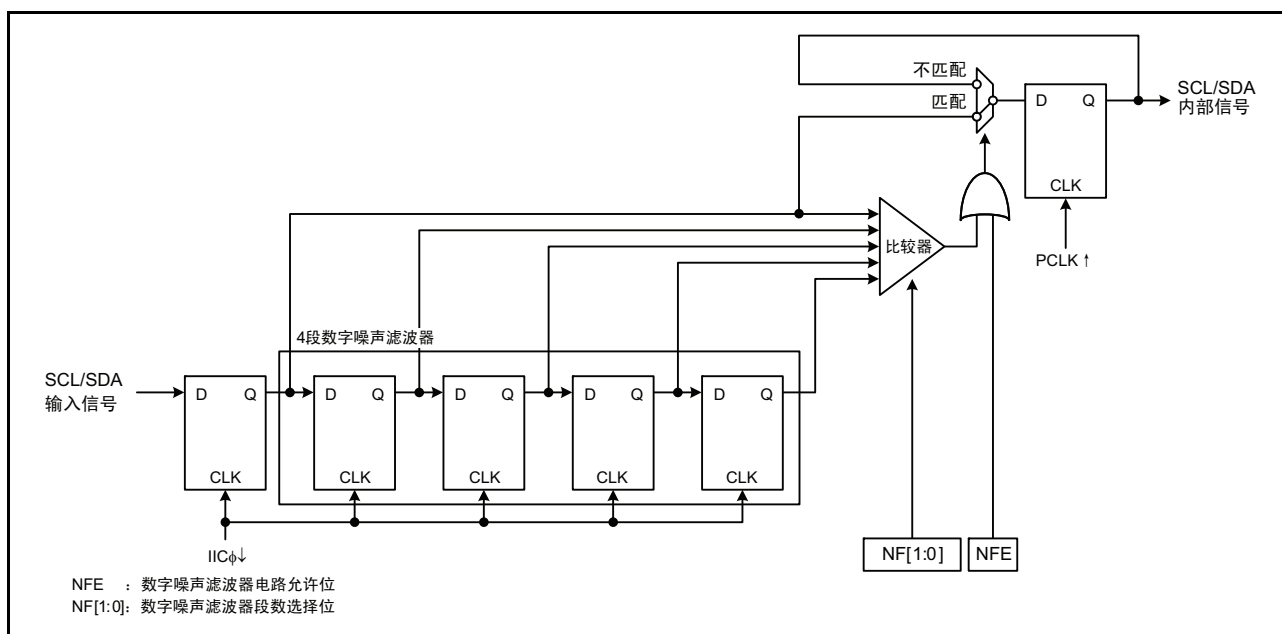 不匹配
匹配
D
Q
CLK
SCL/SDA
内部信号
PCLK↑
比较器
4段数字噪声滤波器
SCL/SDA
输入信号
D
Q
CLK
D
Q
CLK
D
Q
CLK
D
Q
CLK
D
Q
CLK
IICϕ↓
NF[1:0]
NFE
NFE ：数字噪声滤波器电路允许位
NF[1:0]：数字噪声滤波器段数选择位